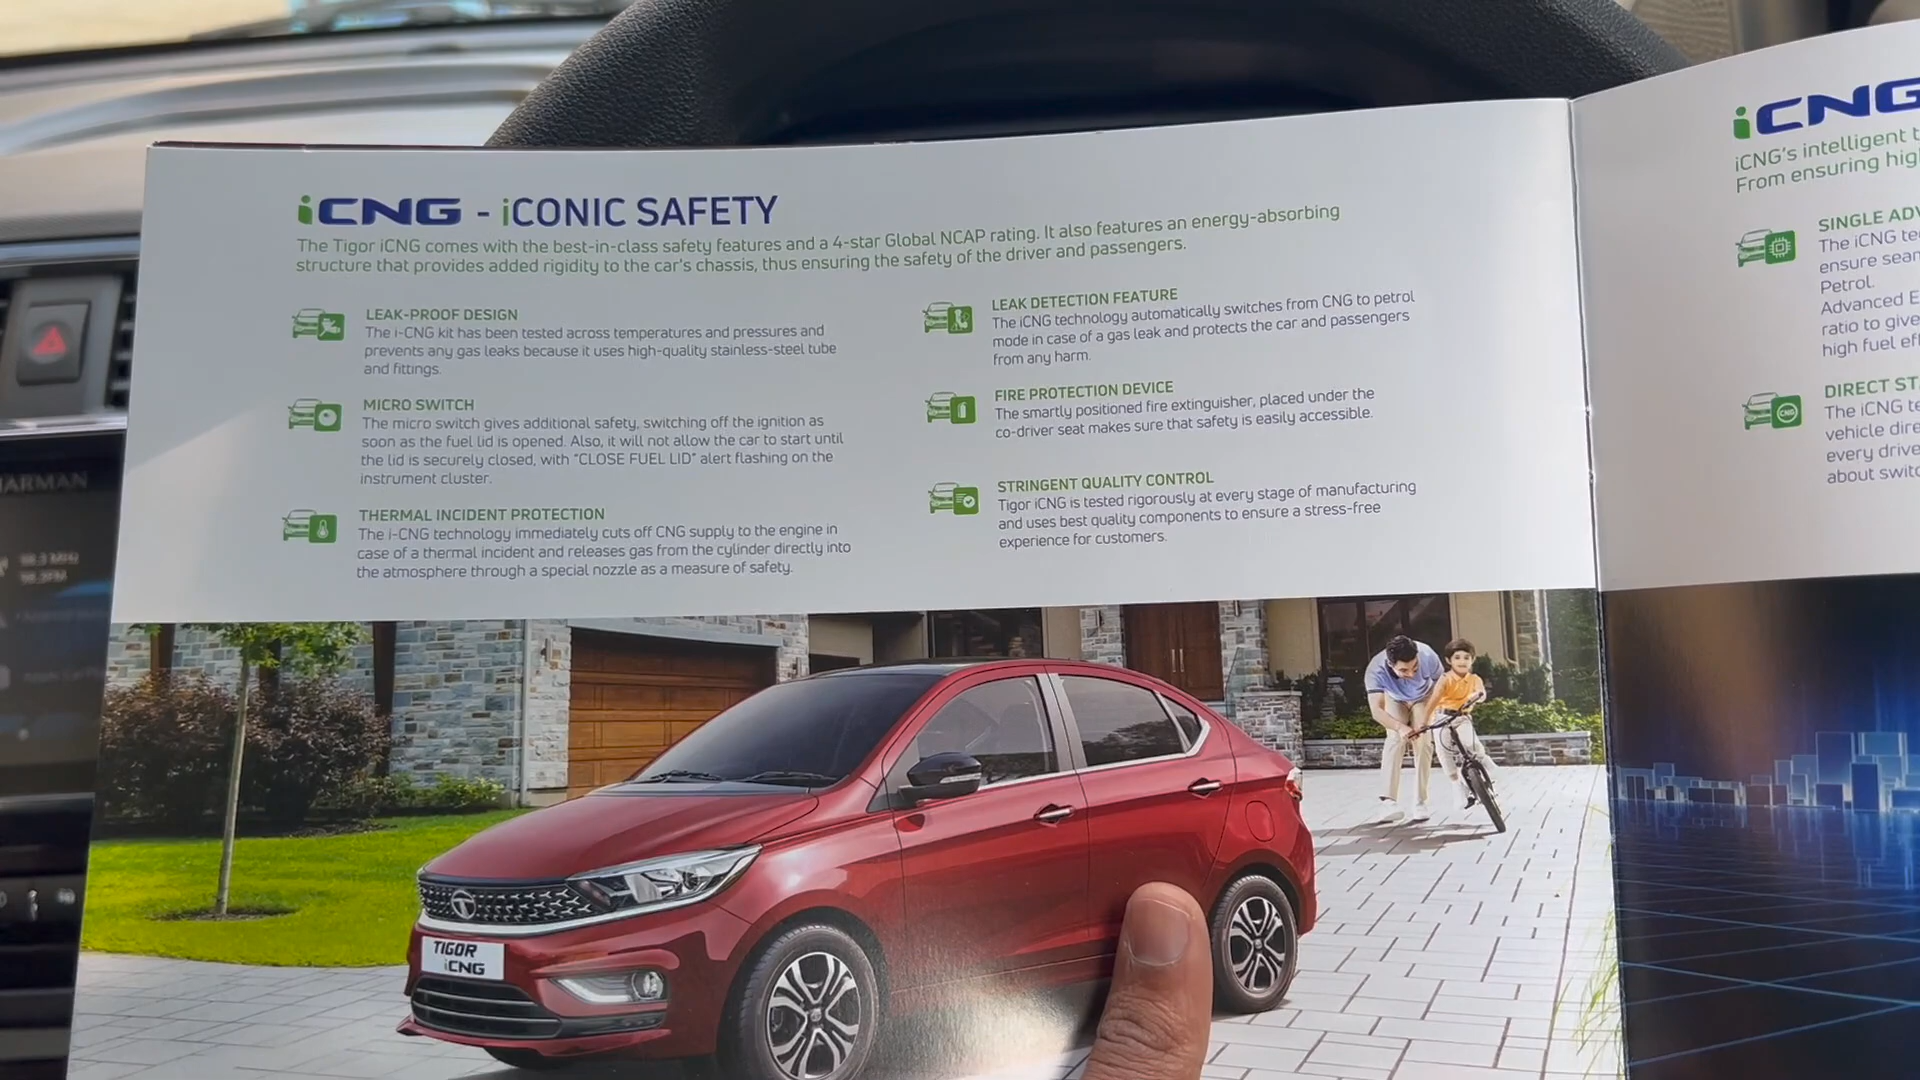 iCNG - iCONIC SAFETY
The Tigor iCNG comes with the best-in-class safety features and a 4-star Global NCAP rating. It also features an energy-absorbing
structure that provides added rigidity to the car's chassis, thus ensuring the safety of the driver and passengers.
LEAK-PROOF DESIGN
The i-CNG kit has been tested across temperatures and pressures and
prevents any gas leaks because it uses high-quality stainless-steel tube
and fittings.
MICRO SWITCH
The micro switch gives additional safety, switching off the ignition as
soon as the fuel lid is opened. Also, it will not allow the car to start until
the lid is securely closed, with "CLOSE FUEL LID" alert flashing on the
instrument cluster.
THERMAL INCIDENT PROTECTION
The i-CNG technology immediately cuts off CNG supply to the engine in
case of a thermal incident and releases gas from the cylinder directly into
the atmosphere through a special nozzle as a measure of safety.
LEAK DETECTION FEATURE
The iCNG technology automatically switches from CNG to petrol
mode in case of a gas leak and protects the car and passengers
from any harm.
FIRE PROTECTION DEVICE
The smartly positioned fire extinguisher, placed under the
co-driver seat makes sure that safety is easily accessible.
STRINGENT QUALITY CONTROL
Tigor iCNG is tested rigorously at every stage of manufacturing
and uses best quality components to ensure a stress-free
experience for customers.
TIGOR
iCNG
iCNG
iCNG's intelligent
From ensuring
SINGLE
The iCNG
ensure
Petrol.
Advanced
ratio to give
high fuel
DIRECT
The iCNG
vehicle
every
about
CNG
ARMAN